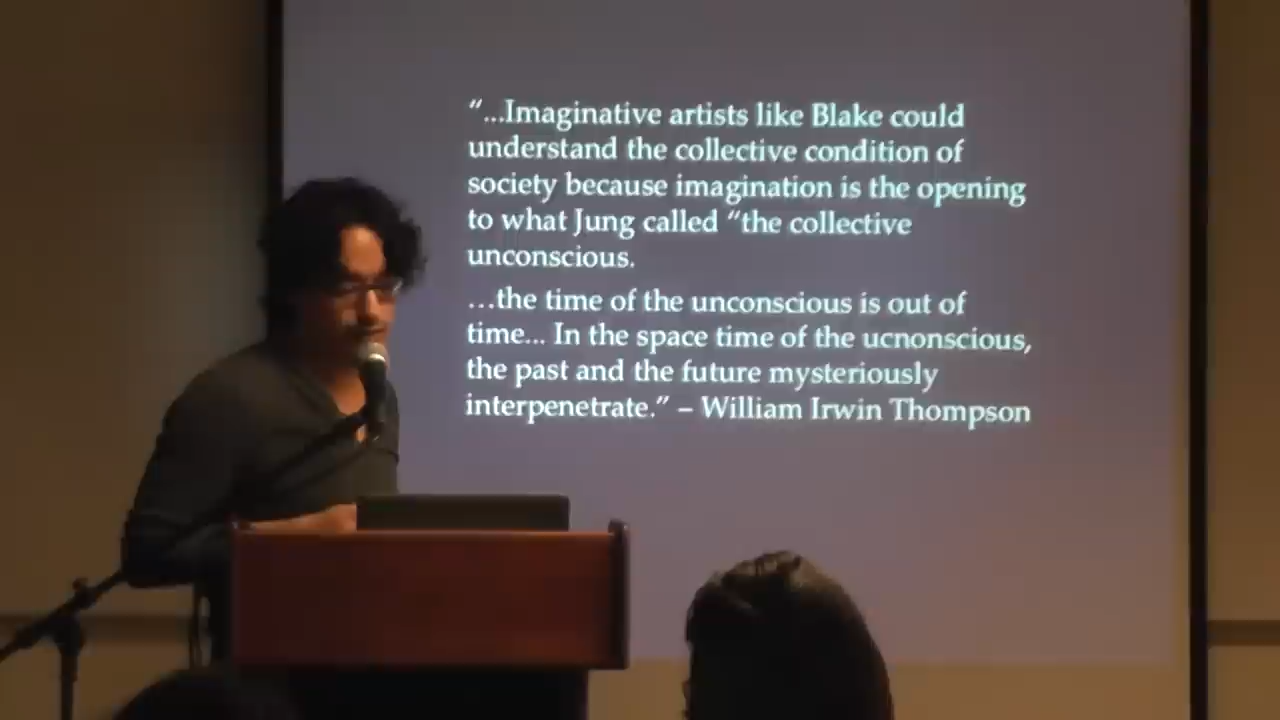 “...Imaginative artists like Blake could
understand the collective condition of
society because imagination is the opening
to what Jung called “the collective
unconscious.
...the time of the unconscious is out of
time... In the space time of the ucnonscious,
the past and the future mysteriously
interpenetrate.” – William Irwin Thompson